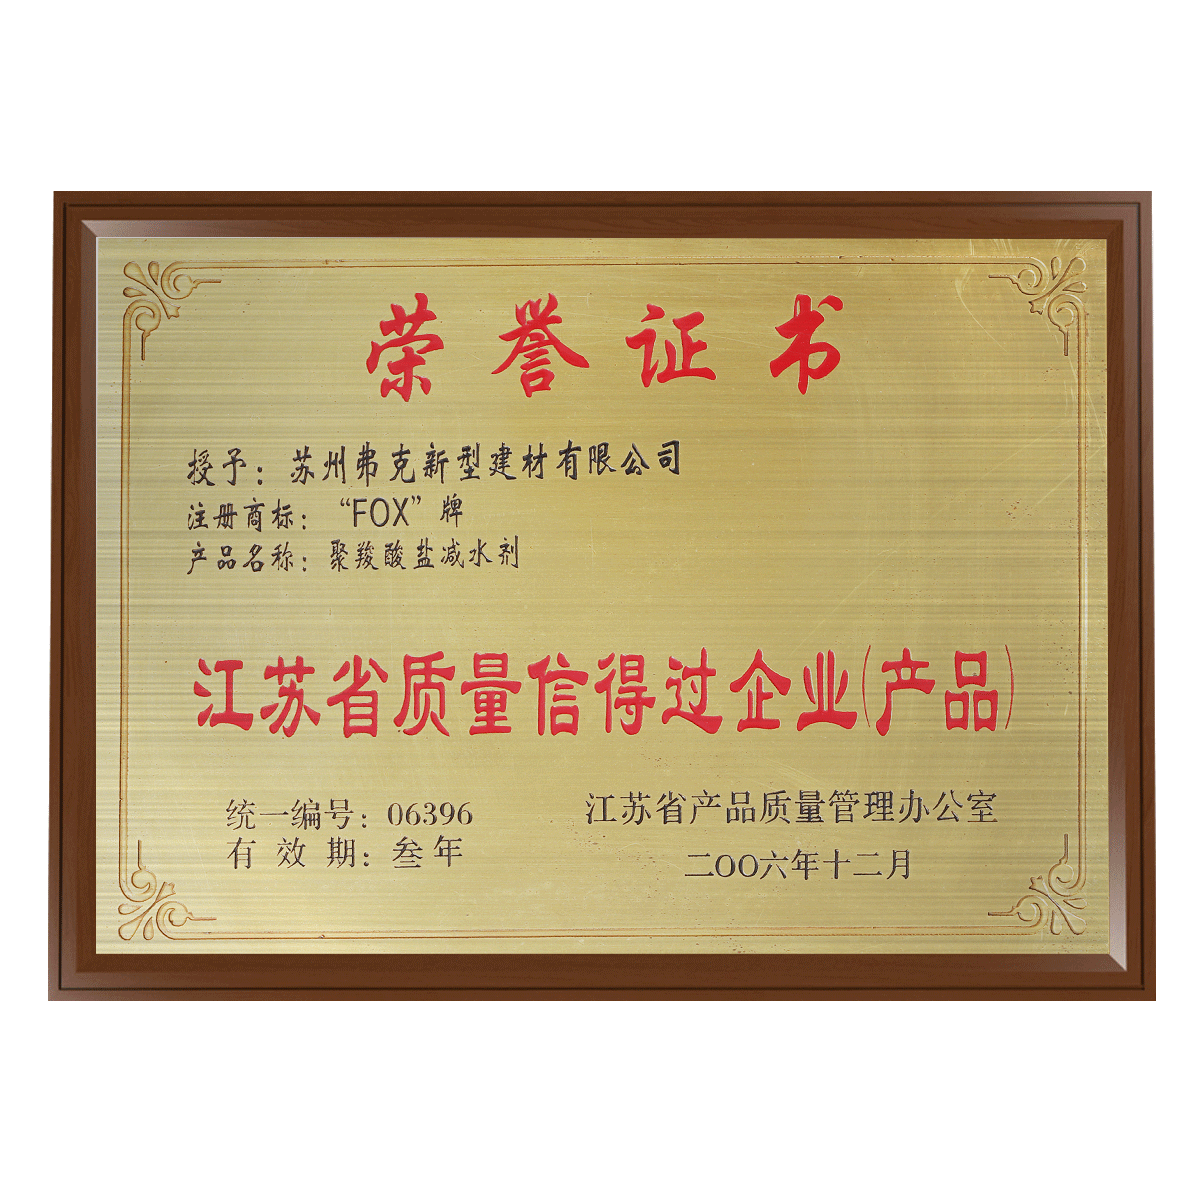 荣誉证书
授予：苏州弗克新型建材有限公司
注册商标：“FOX”牌
产品名称：聚羧酸盐减水剂
江苏省质量信得过企业(产品)
统一编号：06396
有效期：叁年
江苏省产品质量管理办公室
二〇〇六年十二月